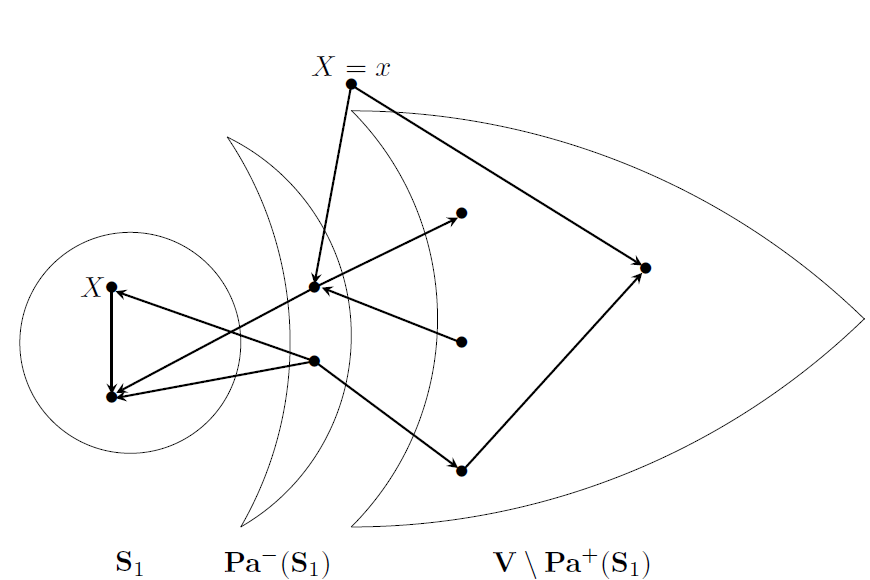 X = x
X
S₁
Pa⁻(S₁)
V \ Pa⁺(S₁)